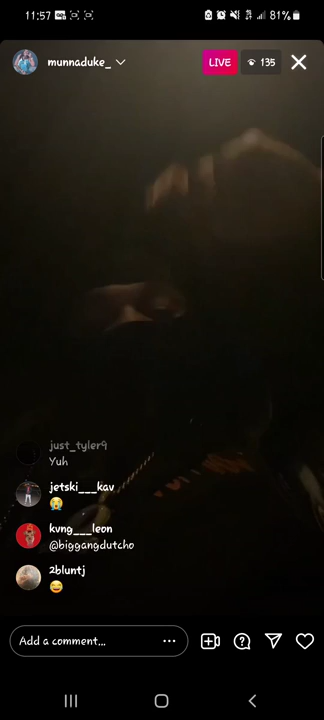 11:57
81%
munnaduke_
LIVE
135
just_tyler9
Yuh
jetski___kav
😭
kvng___leon
@biggangdutcho
2bluntj
😅
Add a comment...